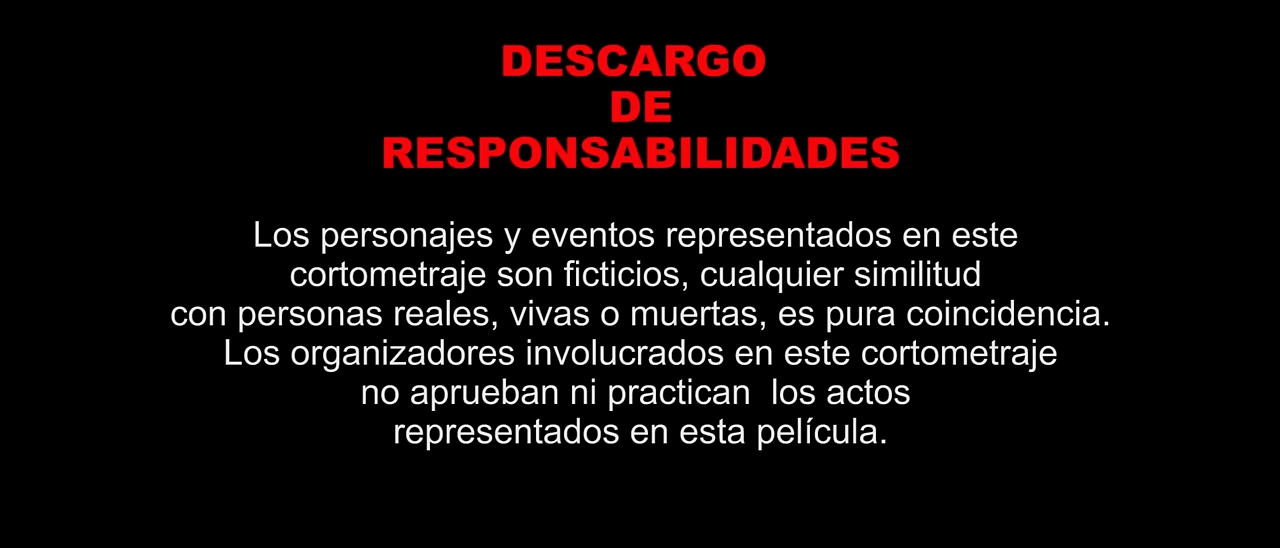 DESCARGO
DE
RESPONSABILIDADES
Los personajes y eventos representados en este
cortometraje son ficticios, cualquier similitud
con personas reales, vivas o muertas, es pura coincidencia.
Los organizadores involucrados en este cortometraje
no aprueban ni practican  los actos
representados en esta película.